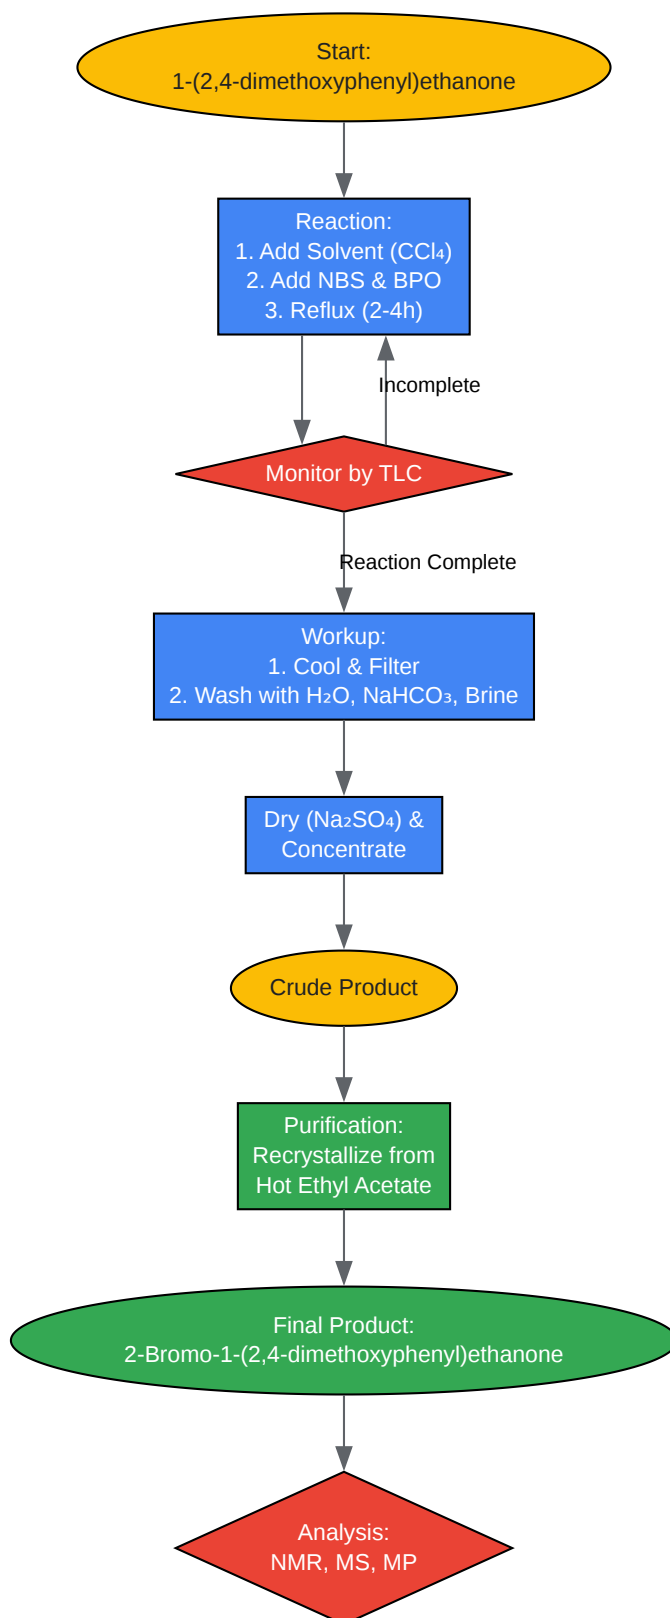 Start:
1-(2,4-dimethoxyphenyl)ethanone
Reaction:
1. Add Solvent (CCl₄)
2. Add NBS & BPO
3. Reflux (2-4h)
Incomplete
Monitor by TLC
Reaction Complete
Workup:
1. Cool & Filter
2. Wash with H₂O, NaHCO₃, Brine
Dry (Na₂SO₄) &
Concentrate
Crude Product
Purification:
Recrystallize from
Hot Ethyl Acetate
Final Product:
2-Bromo-1-(2,4-dimethoxyphenyl)ethanone
Analysis:
NMR, MS, MP